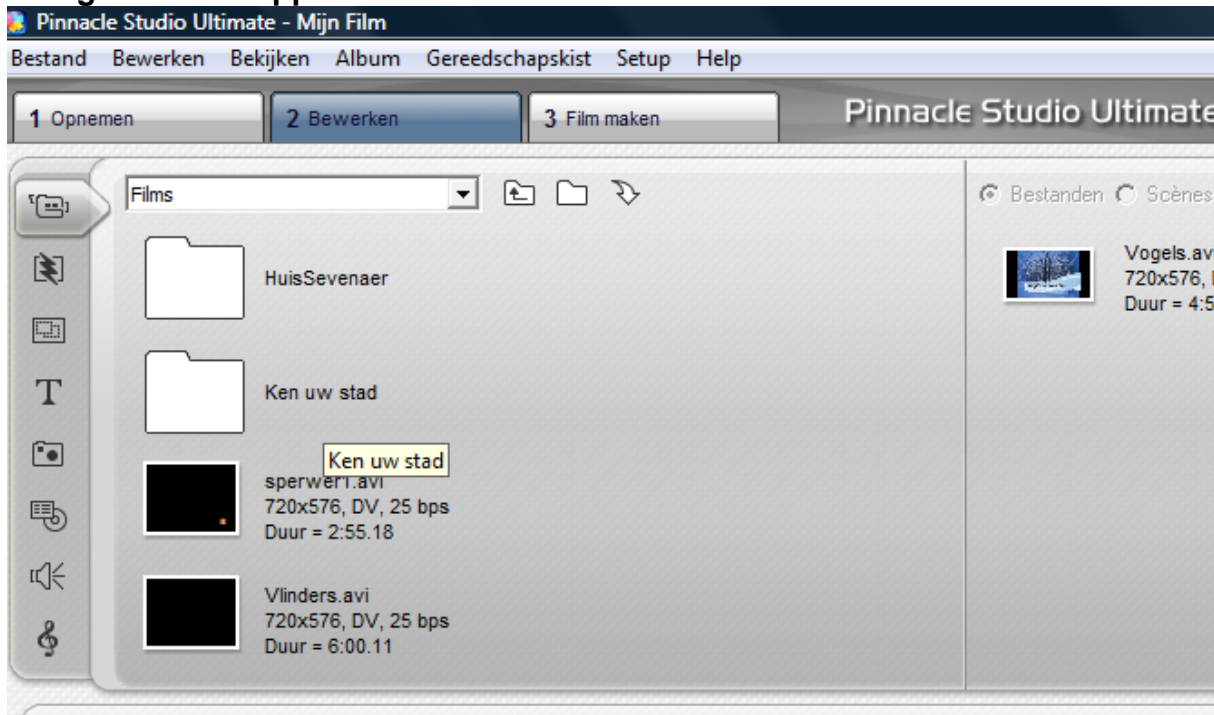 Pinnacle Studio Ultimate - Mijn Film
Bestand Bewerken Bekijken Album Gereedschapskist Setup Help
1 Opnemen 2 Bewerken 3 Film maken Pinnacle Studio Ultimate
Films
Bestanden Scènes
HuisSevenaer
Vogels.av
720x576,
Duur = 4:5
Ken uw stad
Ken uw stad
sperwer1.avi
720x576, DV, 25 bps
Duur = 2:55.18
Vlinders.avi
720x576, DV, 25 bps
Duur = 6:00.11